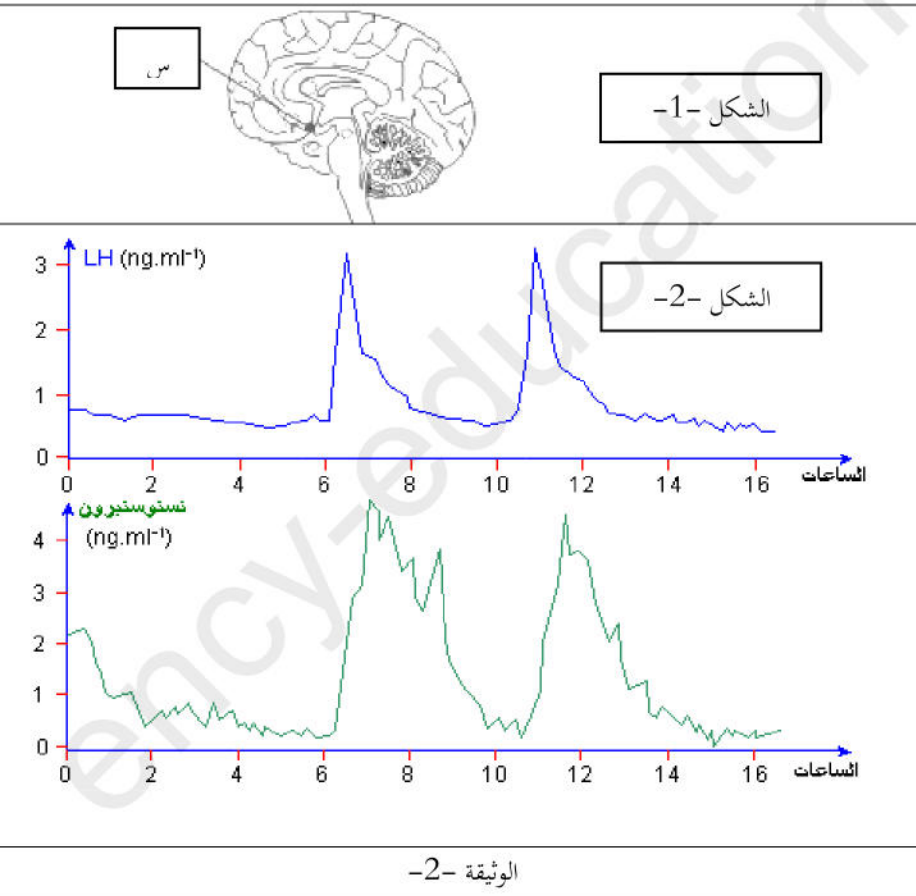 س
الشكل -1-
LH (ng.ml⁻¹)
الشكل -2-
3
2
1
0
0 2 4 6 8 10 12 14 16
الساعات
تستوستيرون
(ng.ml⁻¹)
4
3
2
1
0
0 2 4 6 8 10 12 14 16
الساعات
الوثيقة -2-
ency-education